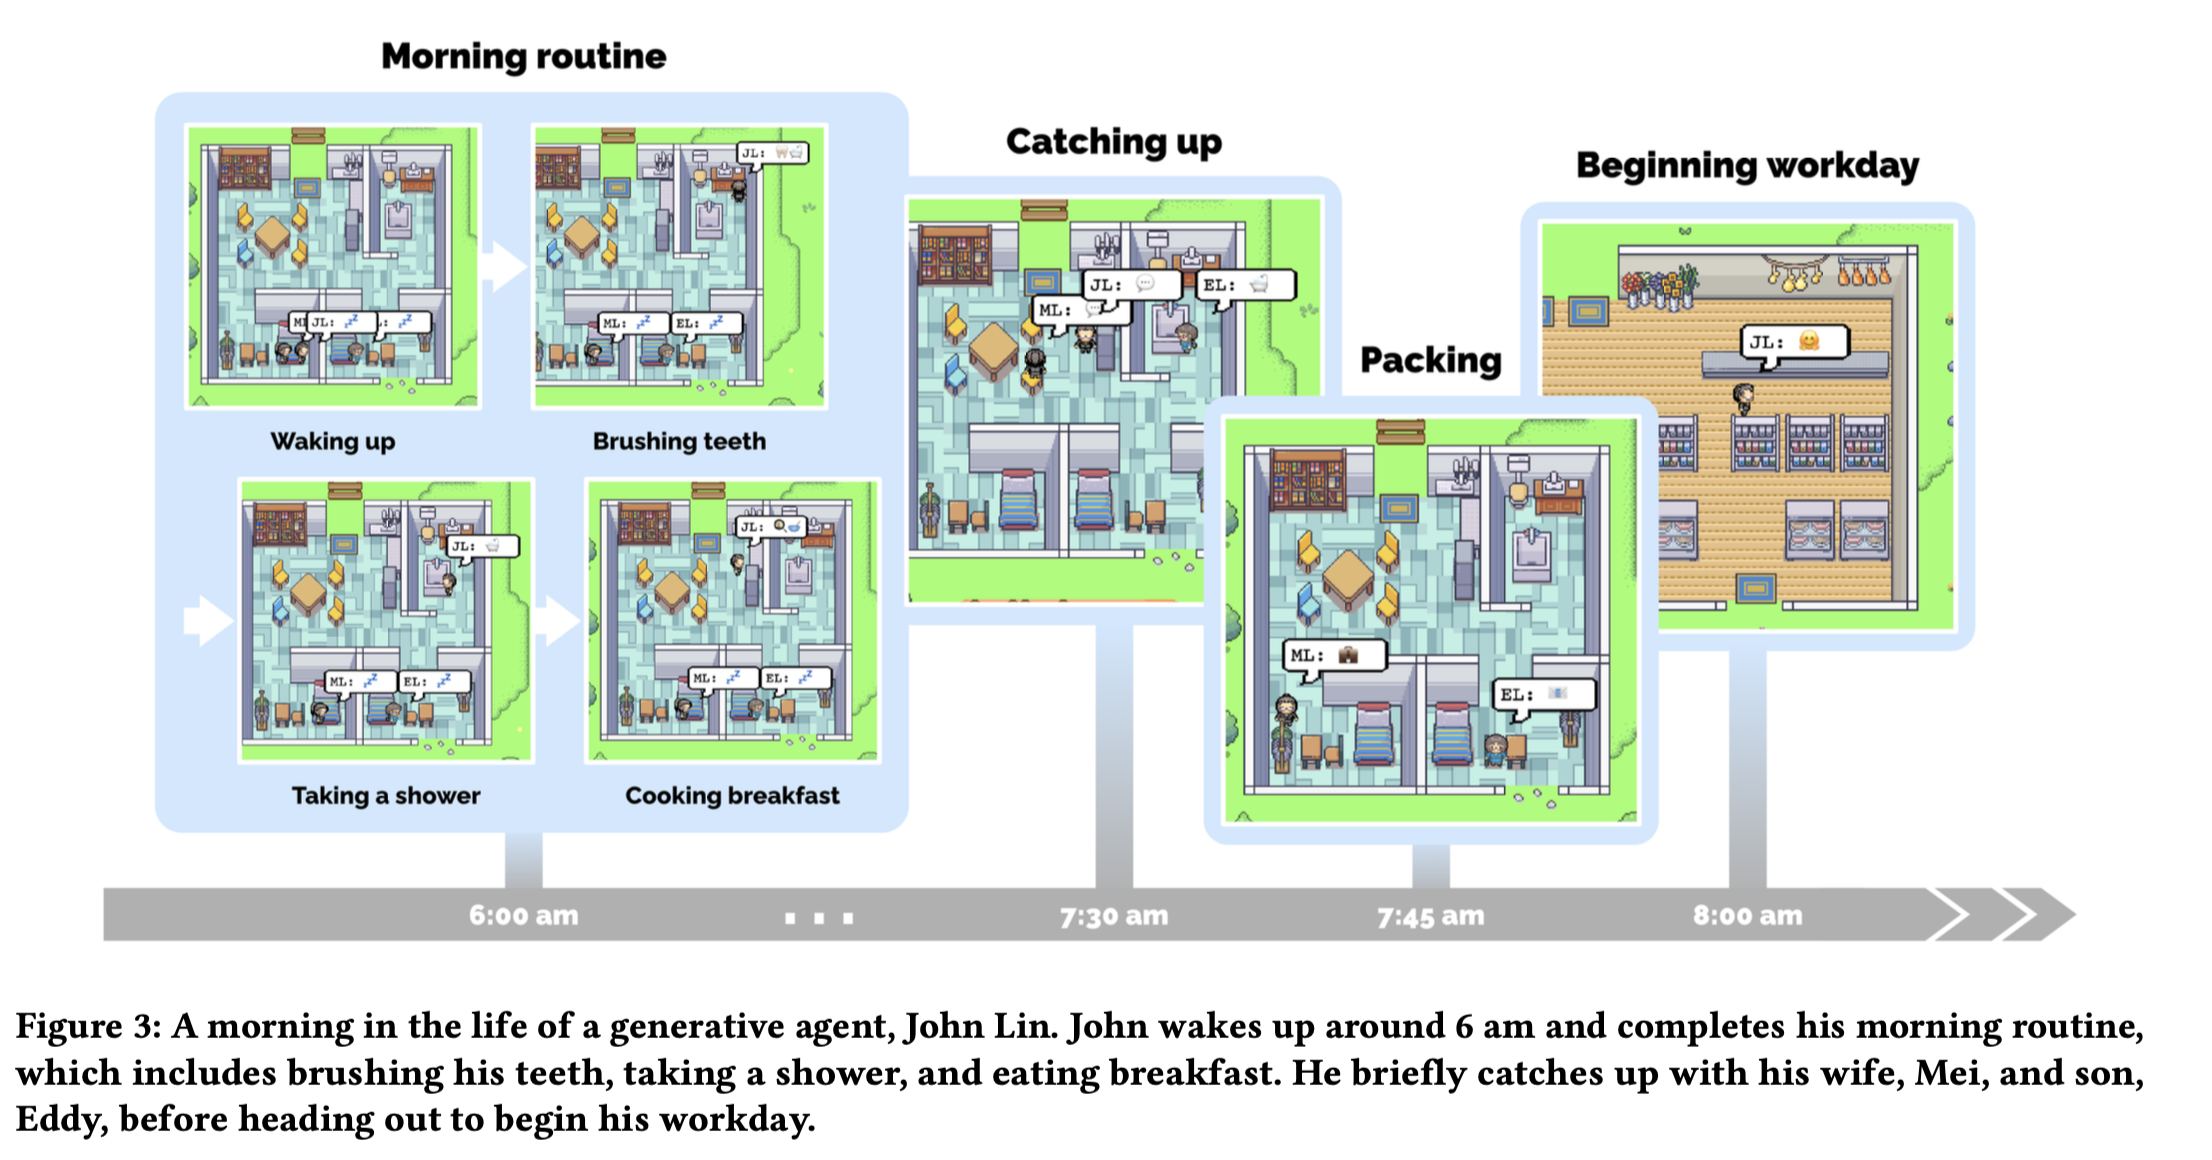 Morning routine
Catching up
Beginning workday
JL:
JL:
EL:
ML:
JL:
M JL: :
ML: EL:
Packing
Waking up
Brushing teeth
JL:
JL:
ML: EL:
ML: EL:
ML:
EL:
Taking a shower
Cooking breakfast
6:00 am
...
7:30 am
7:45 am
8:00 am
Figure 3: A morning in the life of a generative agent, John Lin. John wakes up around 6 am and completes his morning routine,
which includes brushing his teeth, taking a shower, and eating breakfast. He briefly catches up with his wife, Mei, and son,
Eddy, before heading out to begin his workday.